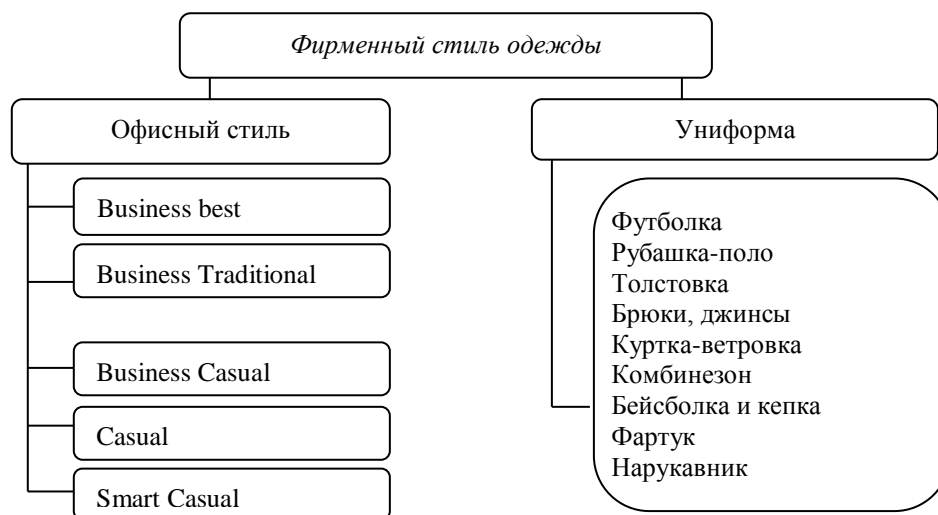 Фирменный стиль одежды
Офисный стиль
Business best
Business Traditional
Business Casual
Casual
Smart Casual
Униформа
Футболка
Рубашка-поло
Толстовка
Брюки, джинсы
Куртка-ветровка
Комбинезон
Бейсболка и кепка
Фартук
Нарукавник